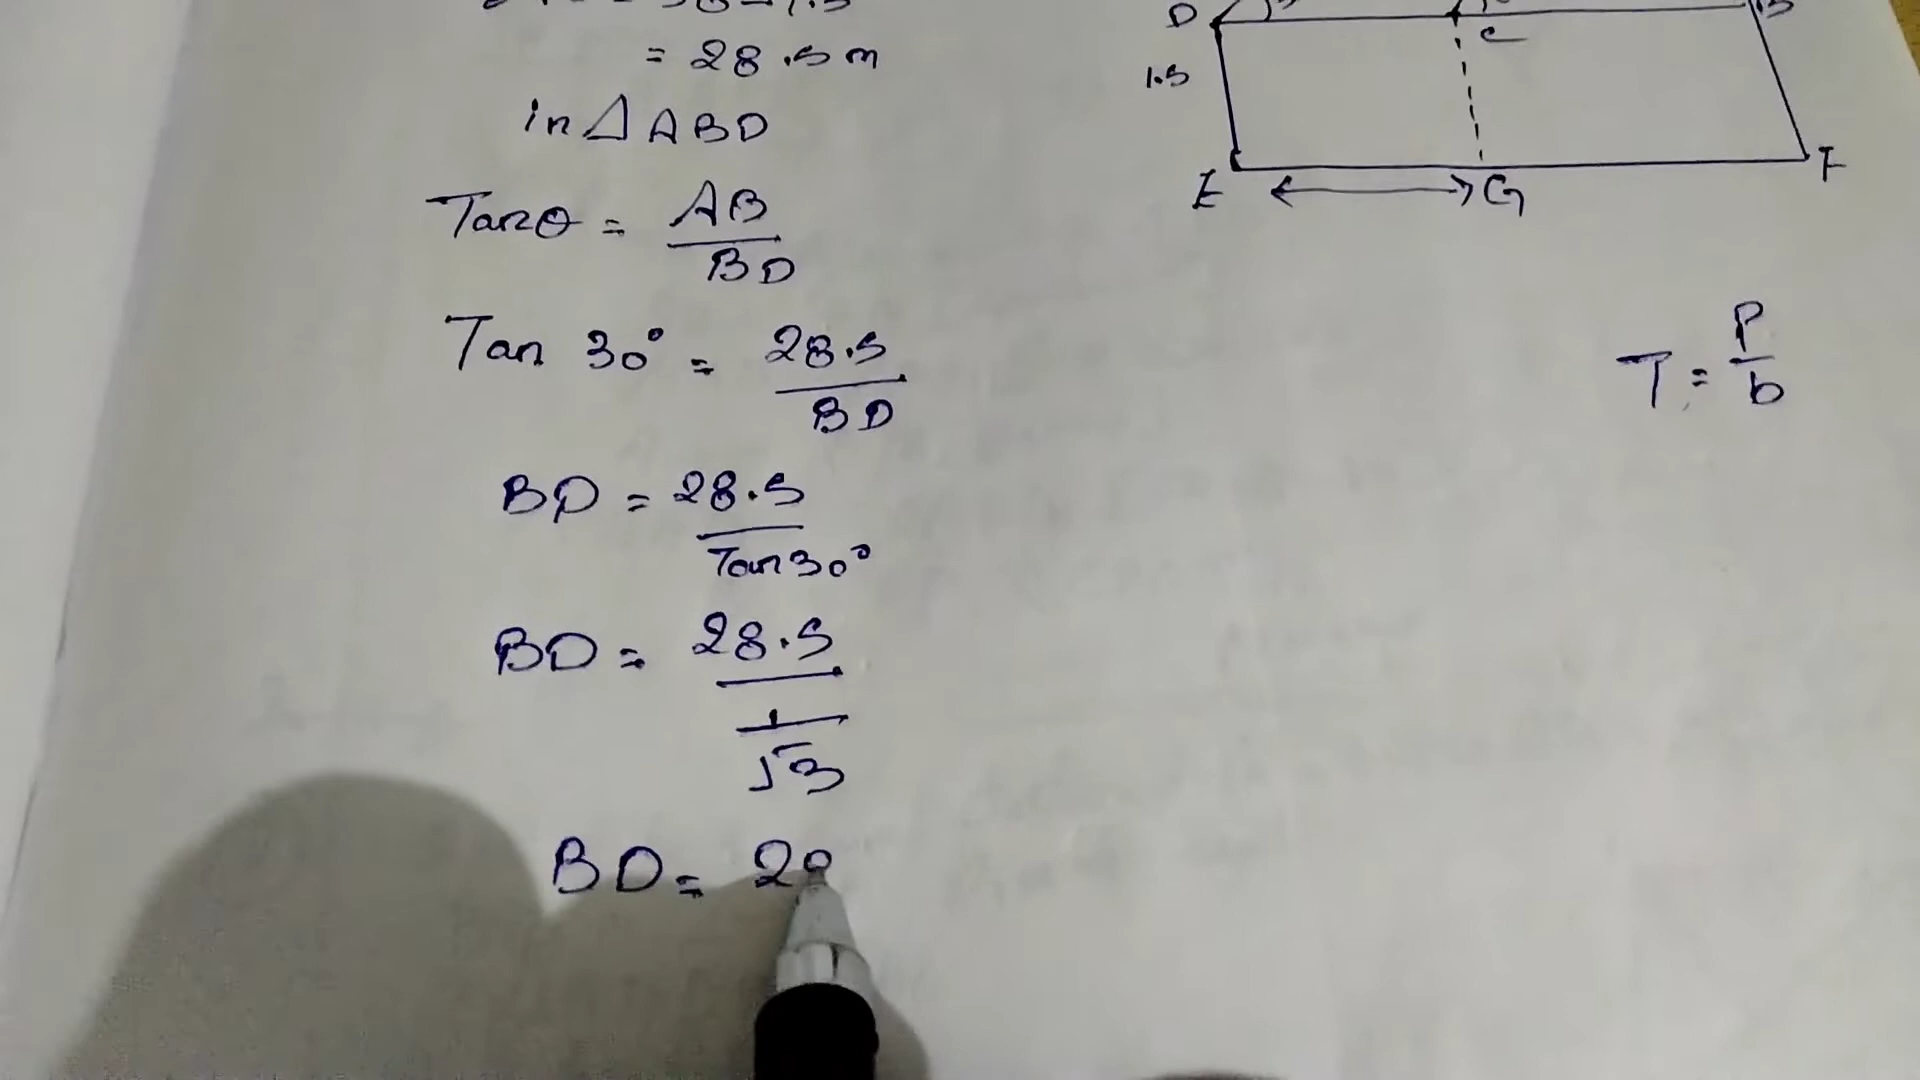 = 28.5 m
in △ ABD
Tanθ = AB / BD
Tan 30° = 28.5 / BD
BD = 28.5 / Tan30°
BD = 28.5 / 1/√3
BD = 28
D
C
B
1.5
E
G
F
T = P/b